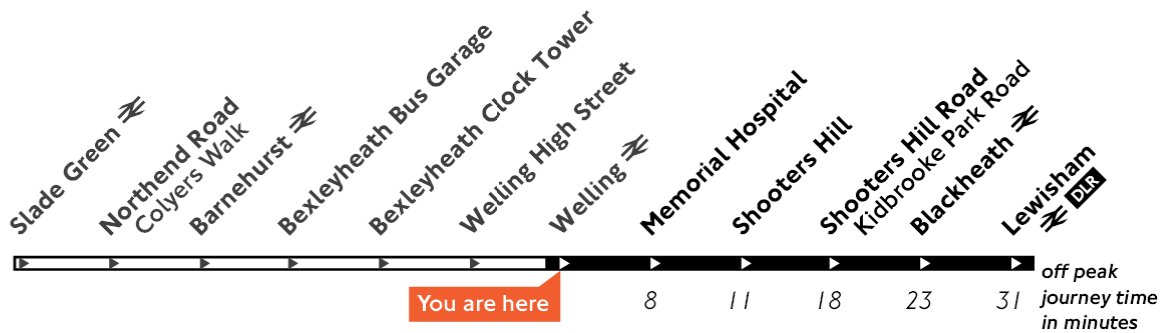 Slade Green
Northend Road
Colyers Walk
Barnehurst
Bexleyheath Bus Garage
Bexleyheath Clock Tower
Welling High Street
Welling
Memorial Hospital
Shooters Hill
Shooters Hill Road
Kidbrooke Park Road
Blackheath
Lewisham
DLR
You are here
8
11
18
23
31
off peak
journey time
in minutes